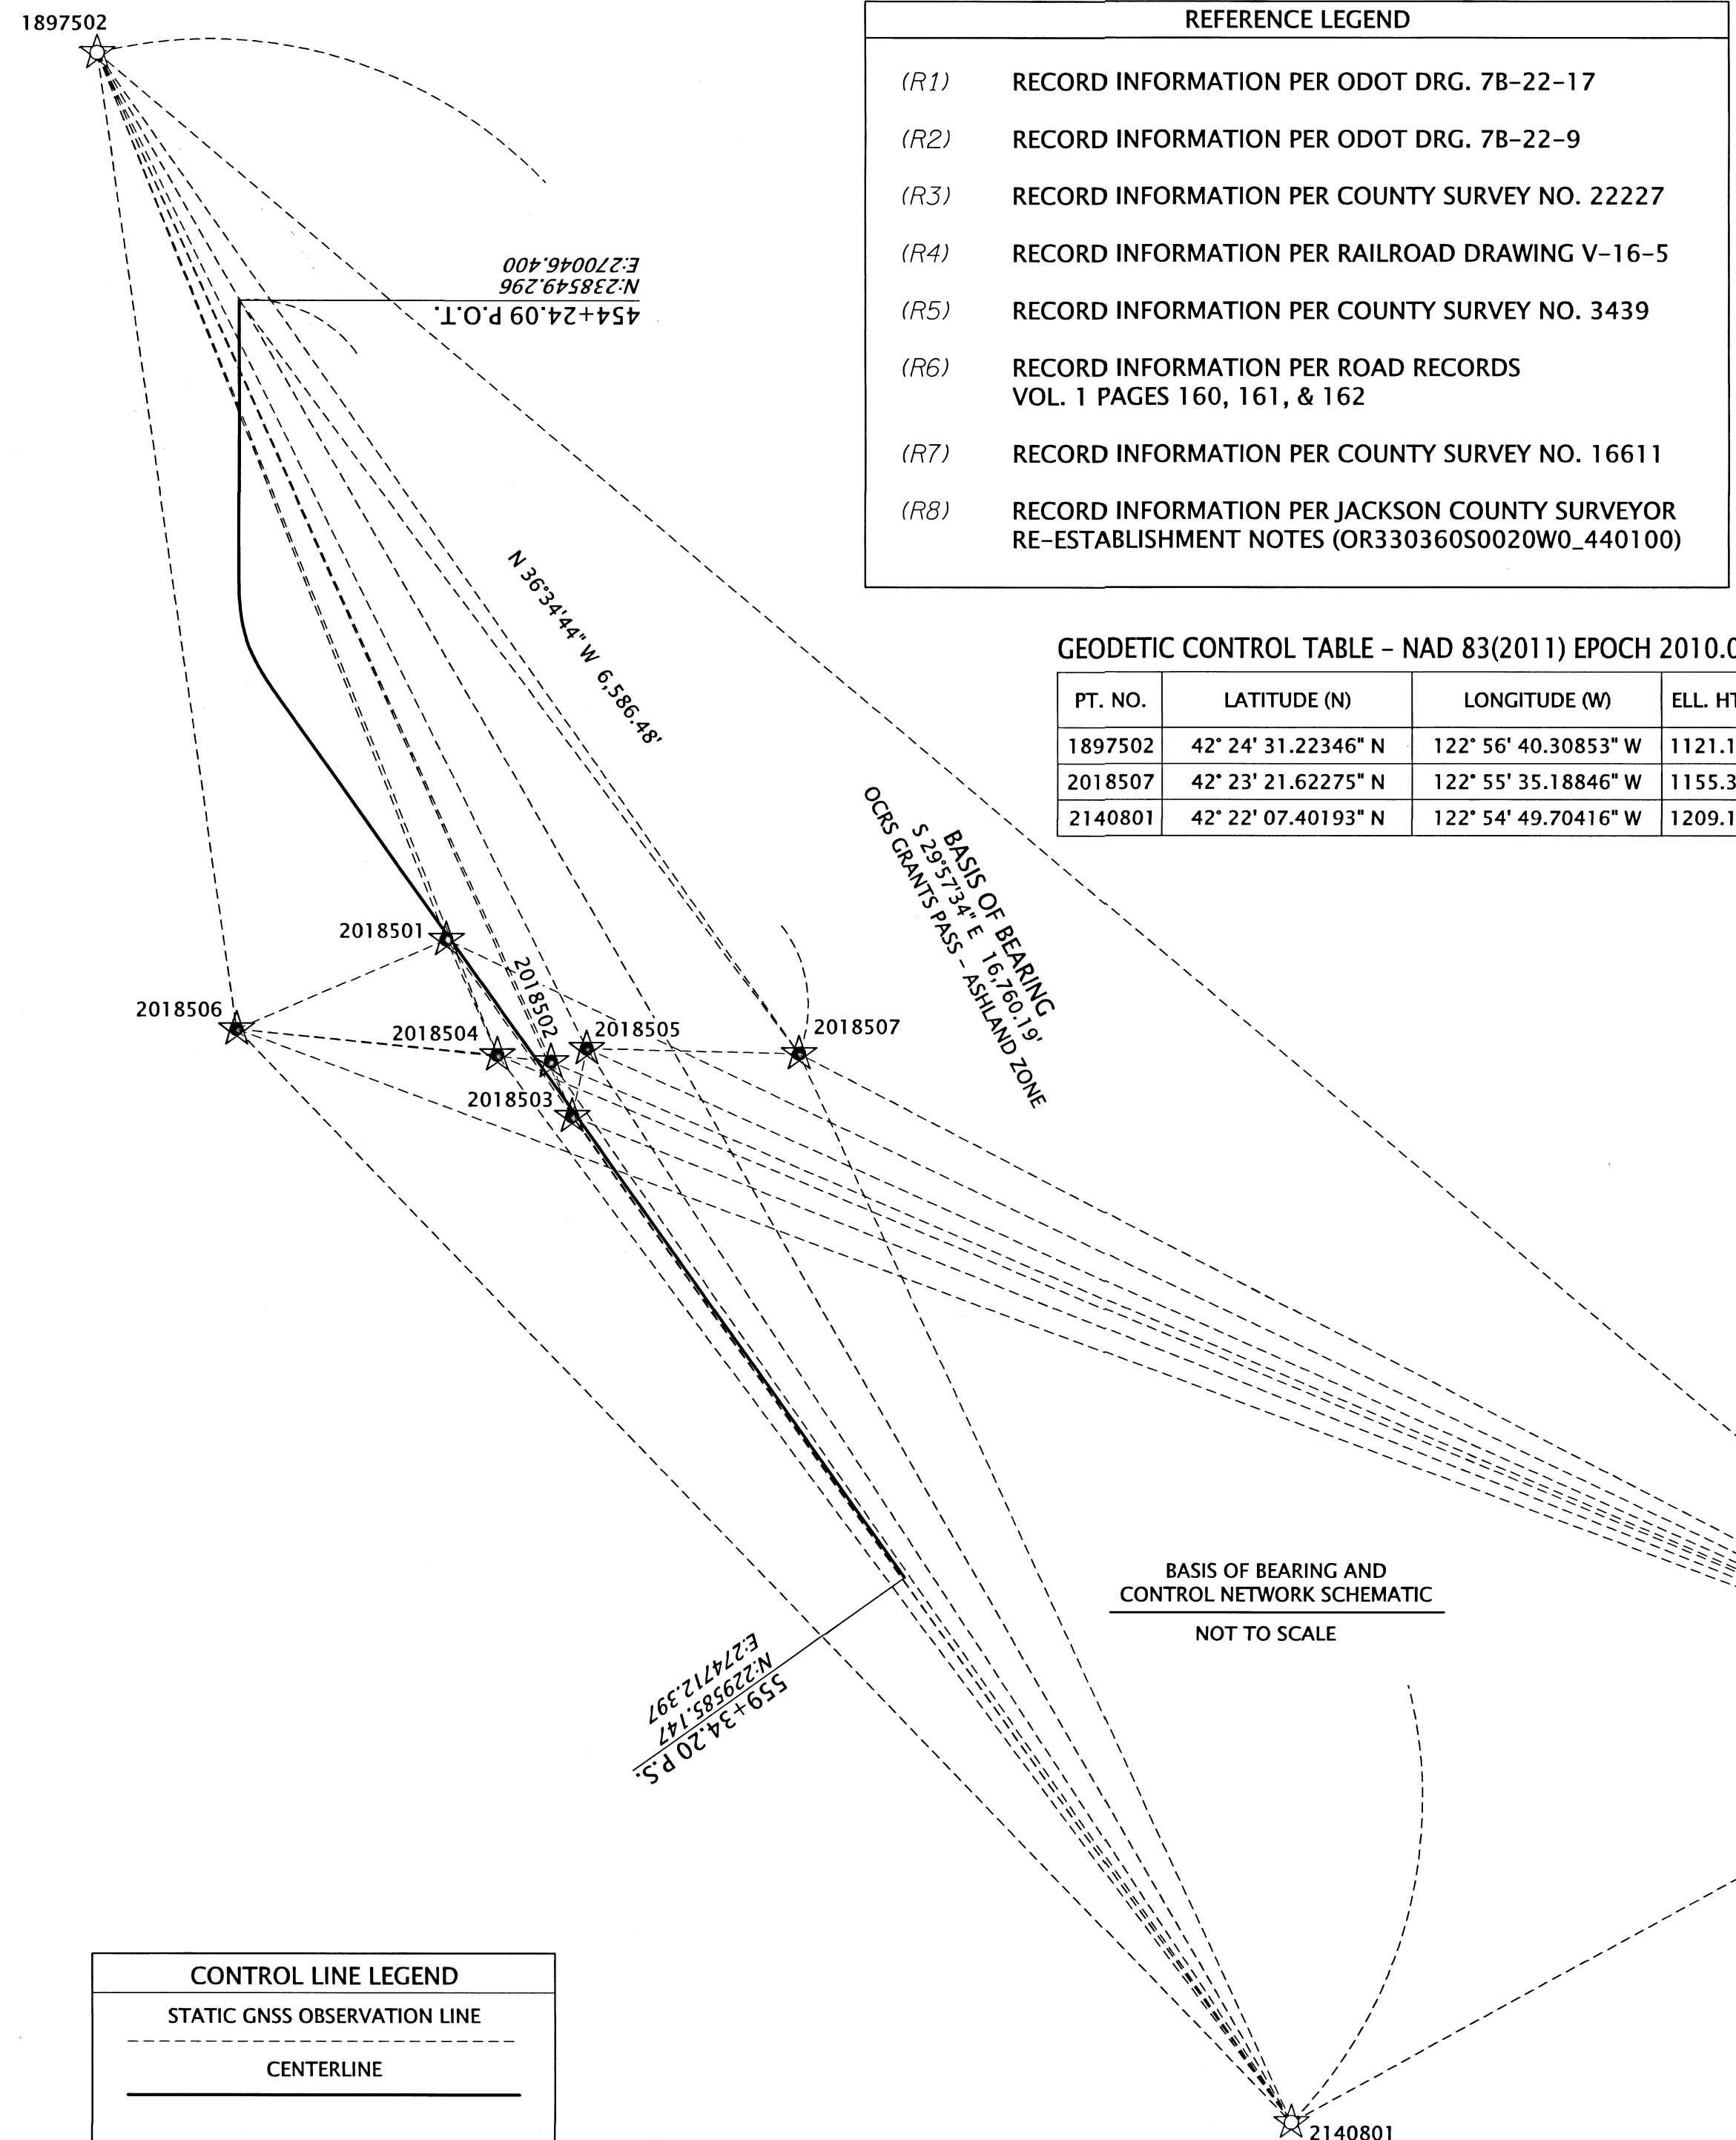 1897502
REFERENCE LEGEND
(R1) RECORD INFORMATION PER ODOT DRG. 7B-22-17
(R2) RECORD INFORMATION PER ODOT DRG. 7B-22-9
(R3) RECORD INFORMATION PER COUNTY SURVEY NO. 22227
(R4) RECORD INFORMATION PER RAILROAD DRAWING V-16-5
(R5) RECORD INFORMATION PER COUNTY SURVEY NO. 3439
(R6) RECORD INFORMATION PER ROAD RECORDS
VOL. 1 PAGES 160, 161, & 162
(R7) RECORD INFORMATION PER COUNTY SURVEY NO. 16611
(R8) RECORD INFORMATION PER JACKSON COUNTY SURVEYOR
RE-ESTABLISHMENT NOTES (OR330360S0020W0_440100)
454+24.09 P.O.T.
N:238549.296
E:270046.400
N 36°34'44" W 6,586.48'
GEODETIC CONTROL TABLE - NAD 83(2011) EPOCH 2010.0
PT. NO. LATITUDE (N) LONGITUDE (W) ELL. HT
1897502 42° 24' 31.22346" N 122° 56' 40.30853" W 1121.1
2018507 42° 23' 21.62275" N 122° 55' 35.18846" W 1155.3
2140801 42° 22' 07.40193" N 122° 54' 49.70416" W 1209.1
BASIS OF BEARING
S 29°57'34" E 16,760.19'
OCRS GRANTS PASS - ASHLAND ZONE
2018501
2018506
2018504
2018502
2018505
2018507
2018503
BASIS OF BEARING AND
CONTROL NETWORK SCHEMATIC
NOT TO SCALE
559+34.20 P.S.
N:229585.147
E:274712.397
CONTROL LINE LEGEND
STATIC GNSS OBSERVATION LINE
CENTERLINE
2140801